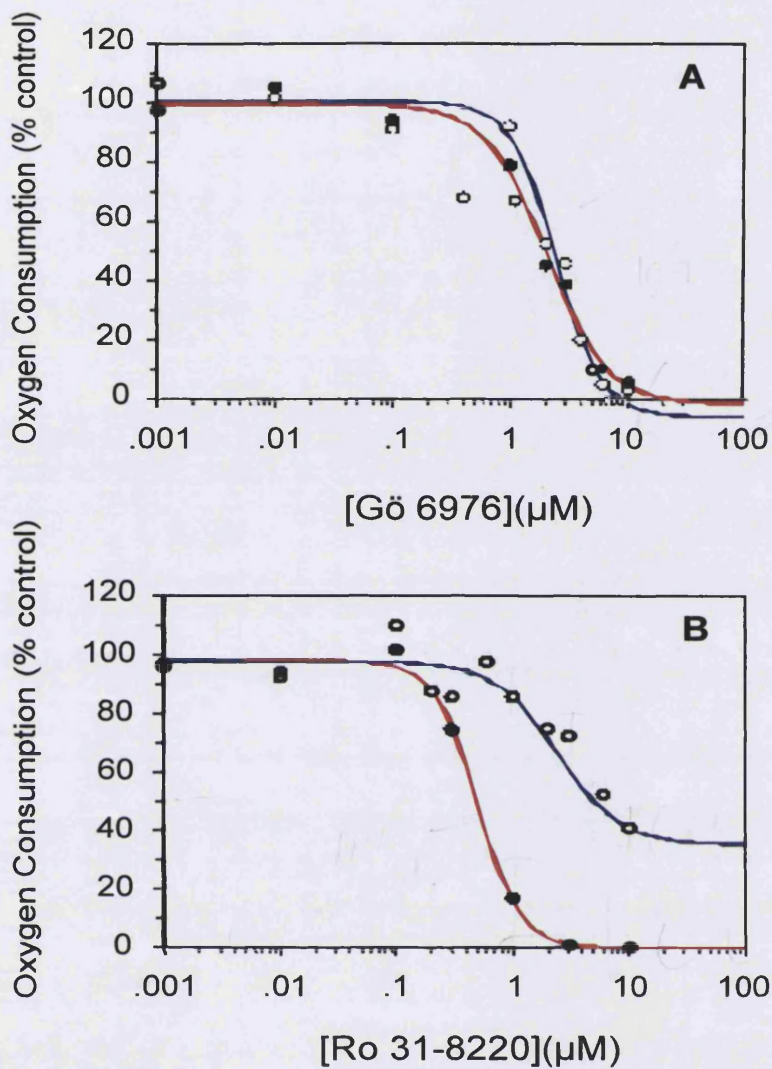 Oxygen Consumption (% control)
120
100
80
60
40
20
0
A
.001 .01 .1 1 10 100
[Gö 6976](µM)
Oxygen Consumption (% control)
120
100
80
60
40
20
0
B
.001 .01 .1 1 10 100
[Ro 31-8220](µM)